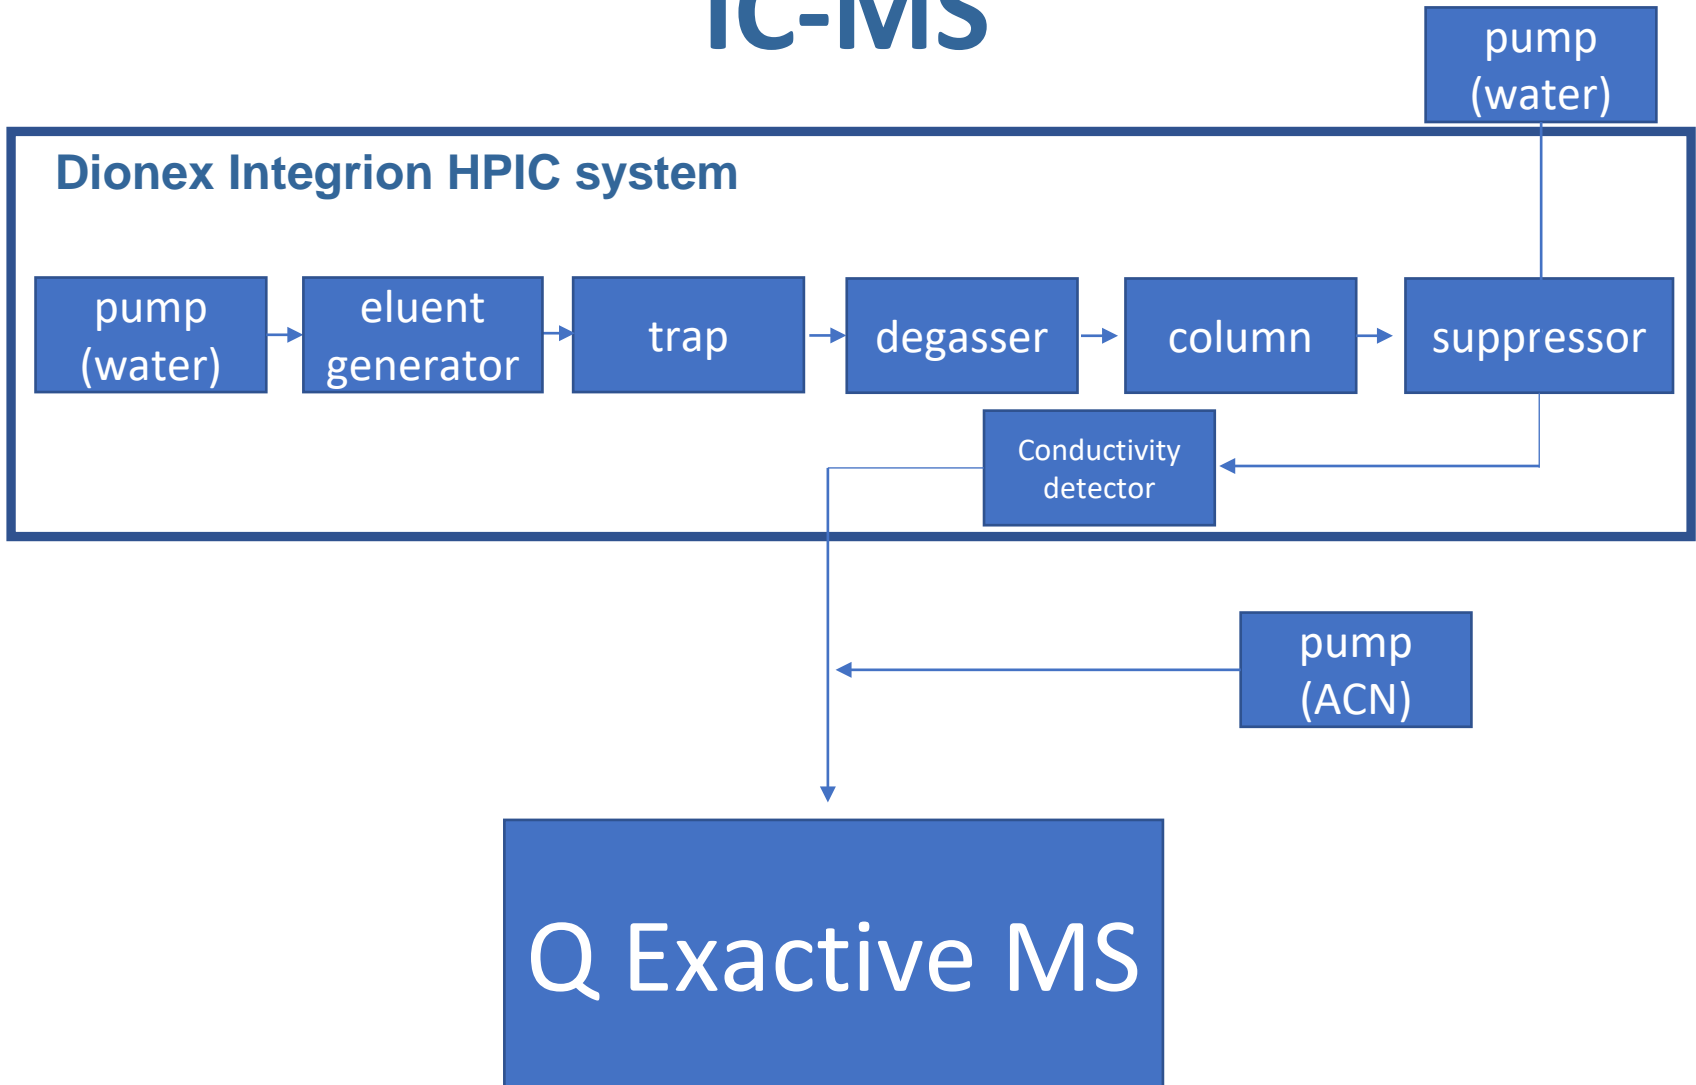 IC-MS
pump
(water)
Dionex Integrion HPIC system
pump
(water)
eluent
generator
trap
degasser
column
suppressor
Conductivity
detector
pump
(ACN)
Q Exactive MS